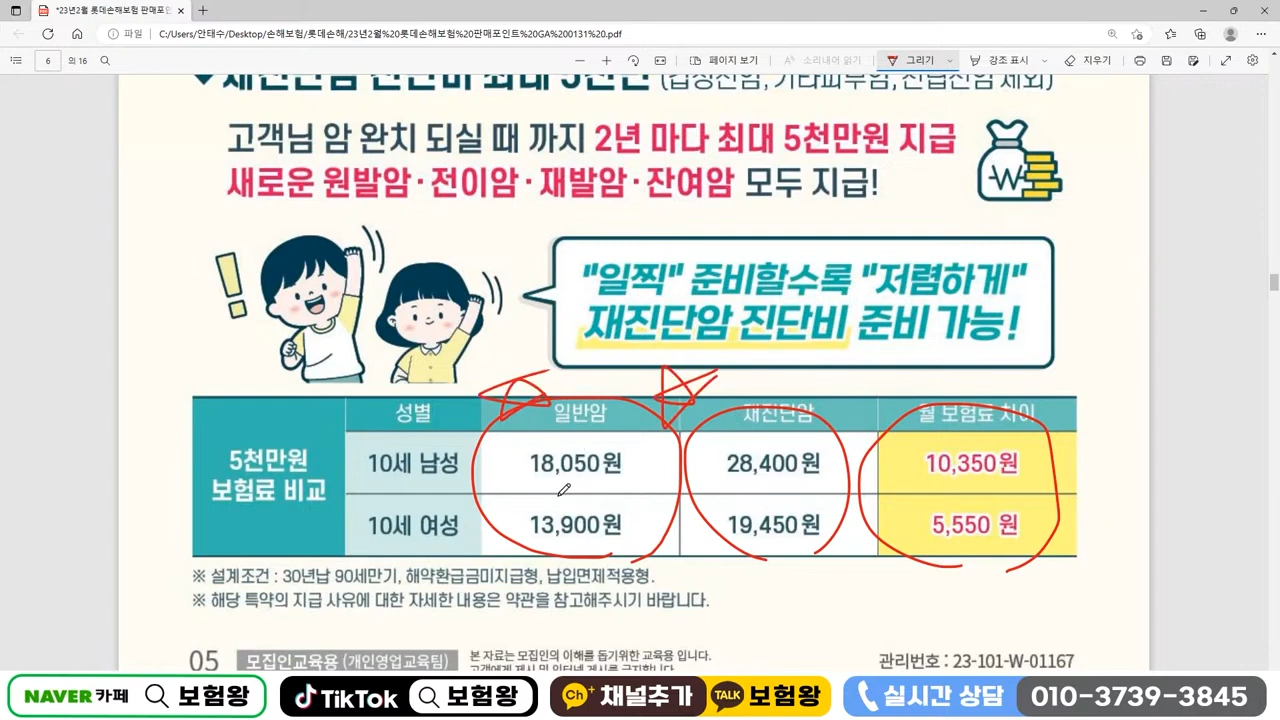 *23년2월 롯데손해보험 판매포인
파일
C:/Users/안태수/Desktop/손해보험/롯데손해/23년2월%20롯데손해보험%20판매포인트%20GA%200131%20.pdf
6 의 16
페이지 보기
소리내어 읽기
그리기
강조 표시
지우기
재진단암 진단비 최대 5천만 (갑상선암, 기타피부암, 전립선암 제외)
고객님 암 완치 되실 때 까지 2년 마다 최대 5천만원 지급
새로운 원발암·전이암·재발암·잔여암 모두 지급!
"일찍" 준비할수록 "저렴하게"
재진단암 진단비 준비 가능!
5천만원
보험료 비교
성별 일반암 재진단암 월 보험료 차이
10세 남성 18,050원 28,400원 10,350원
10세 여성 13,900원 19,450원 5,550 원
※ 설계조건 : 30년납 90세만기, 해약환급금미지급형, 납입면제적용형.
※ 해당 특약의 지급 사유에 대한 자세한 내용은 약관을 참고해주시기 바랍니다.
05 모집인교육용 (개인영업교육팀)
본 자료는 모집인의 이해를 돕기위한 교육용 입니다.
관리번호 : 23-101-W-01167
NAVER 카페 보험왕
TikTok 보험왕
Ch+ 채널추가 TALK 보험왕
실시간 상담 010-3739-3845